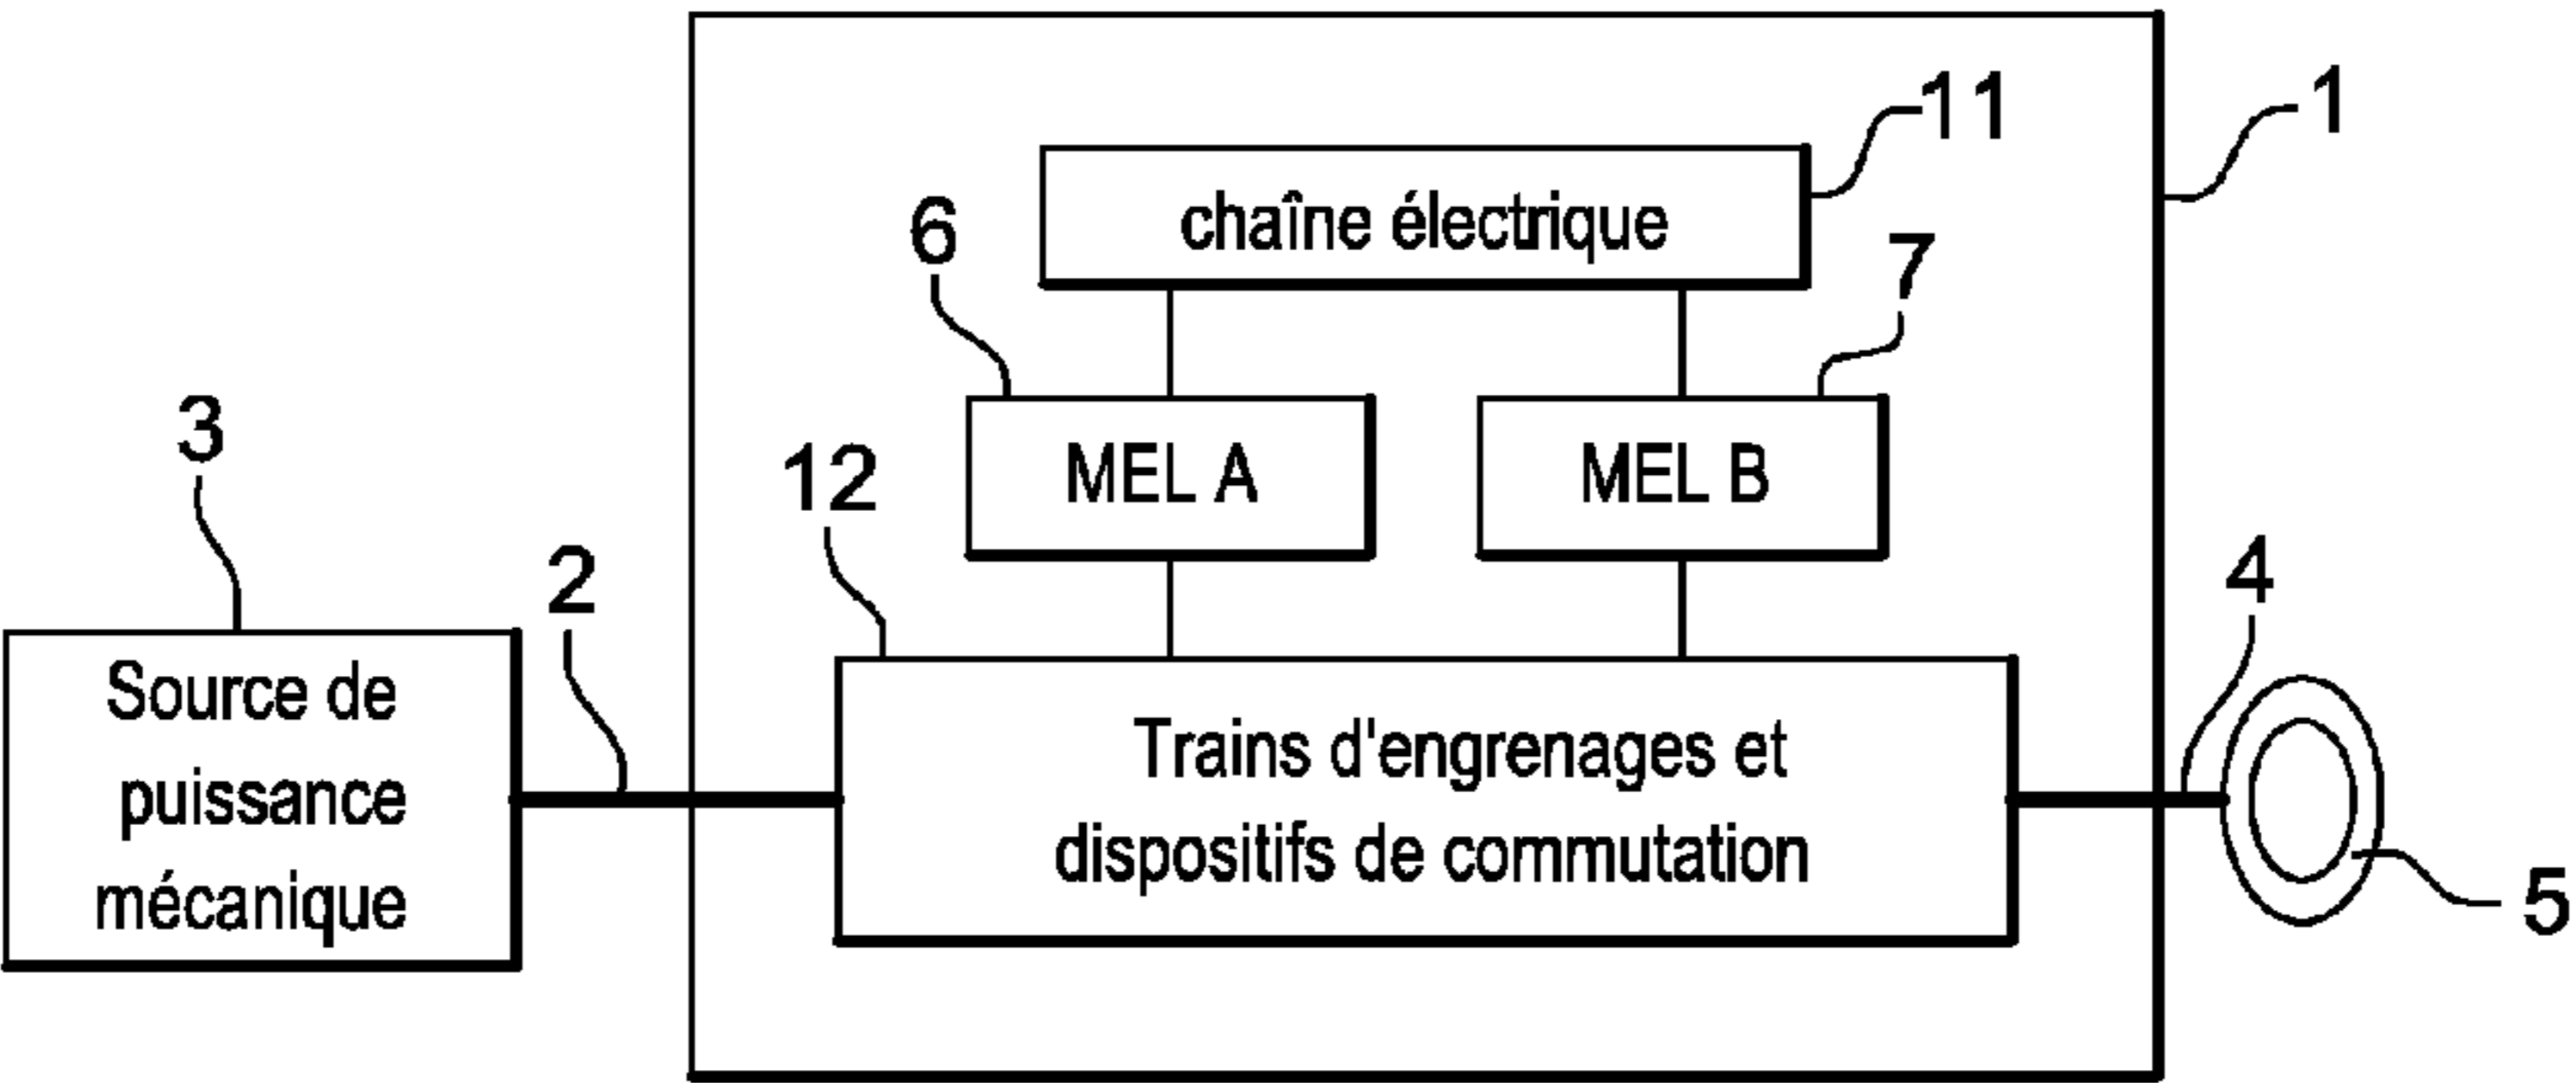 11
1
chaîne électrique
6
7
3
MEL A
MEL B
12
2
4
Source de
puissance
mécanique
Trains d'engrenages et
dispositifs de commutation
5